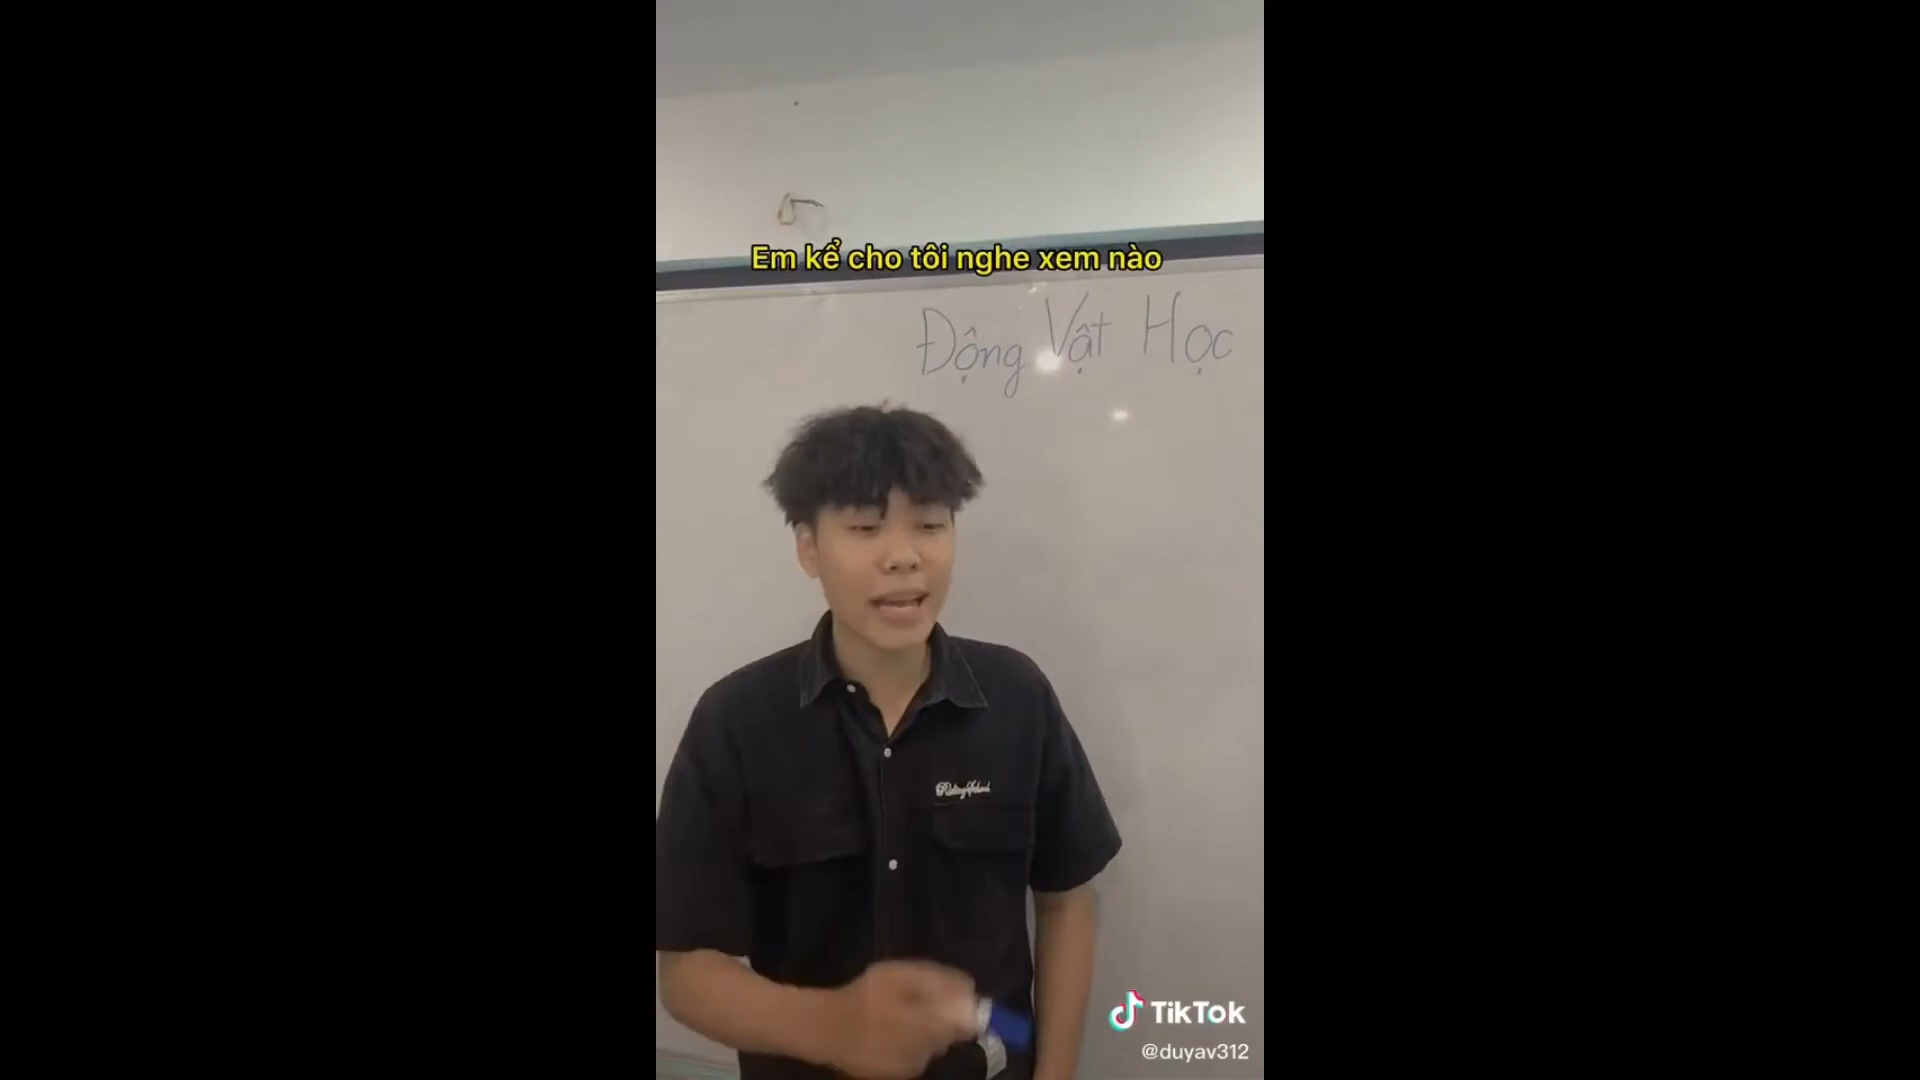 Em kể cho tôi nghe xem nào
Động Vật Học
TikTok
@duyav312